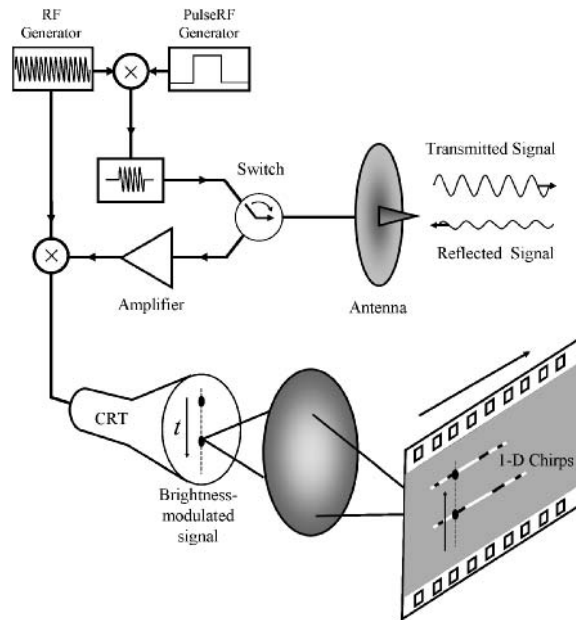 RF
Generator
PulseRF
Generator
×
Switch
Transmitted Signal
Reflected Signal
×
Amplifier
Antenna
CRT
t
1-D Chirps
Brightness-
modulated
signal